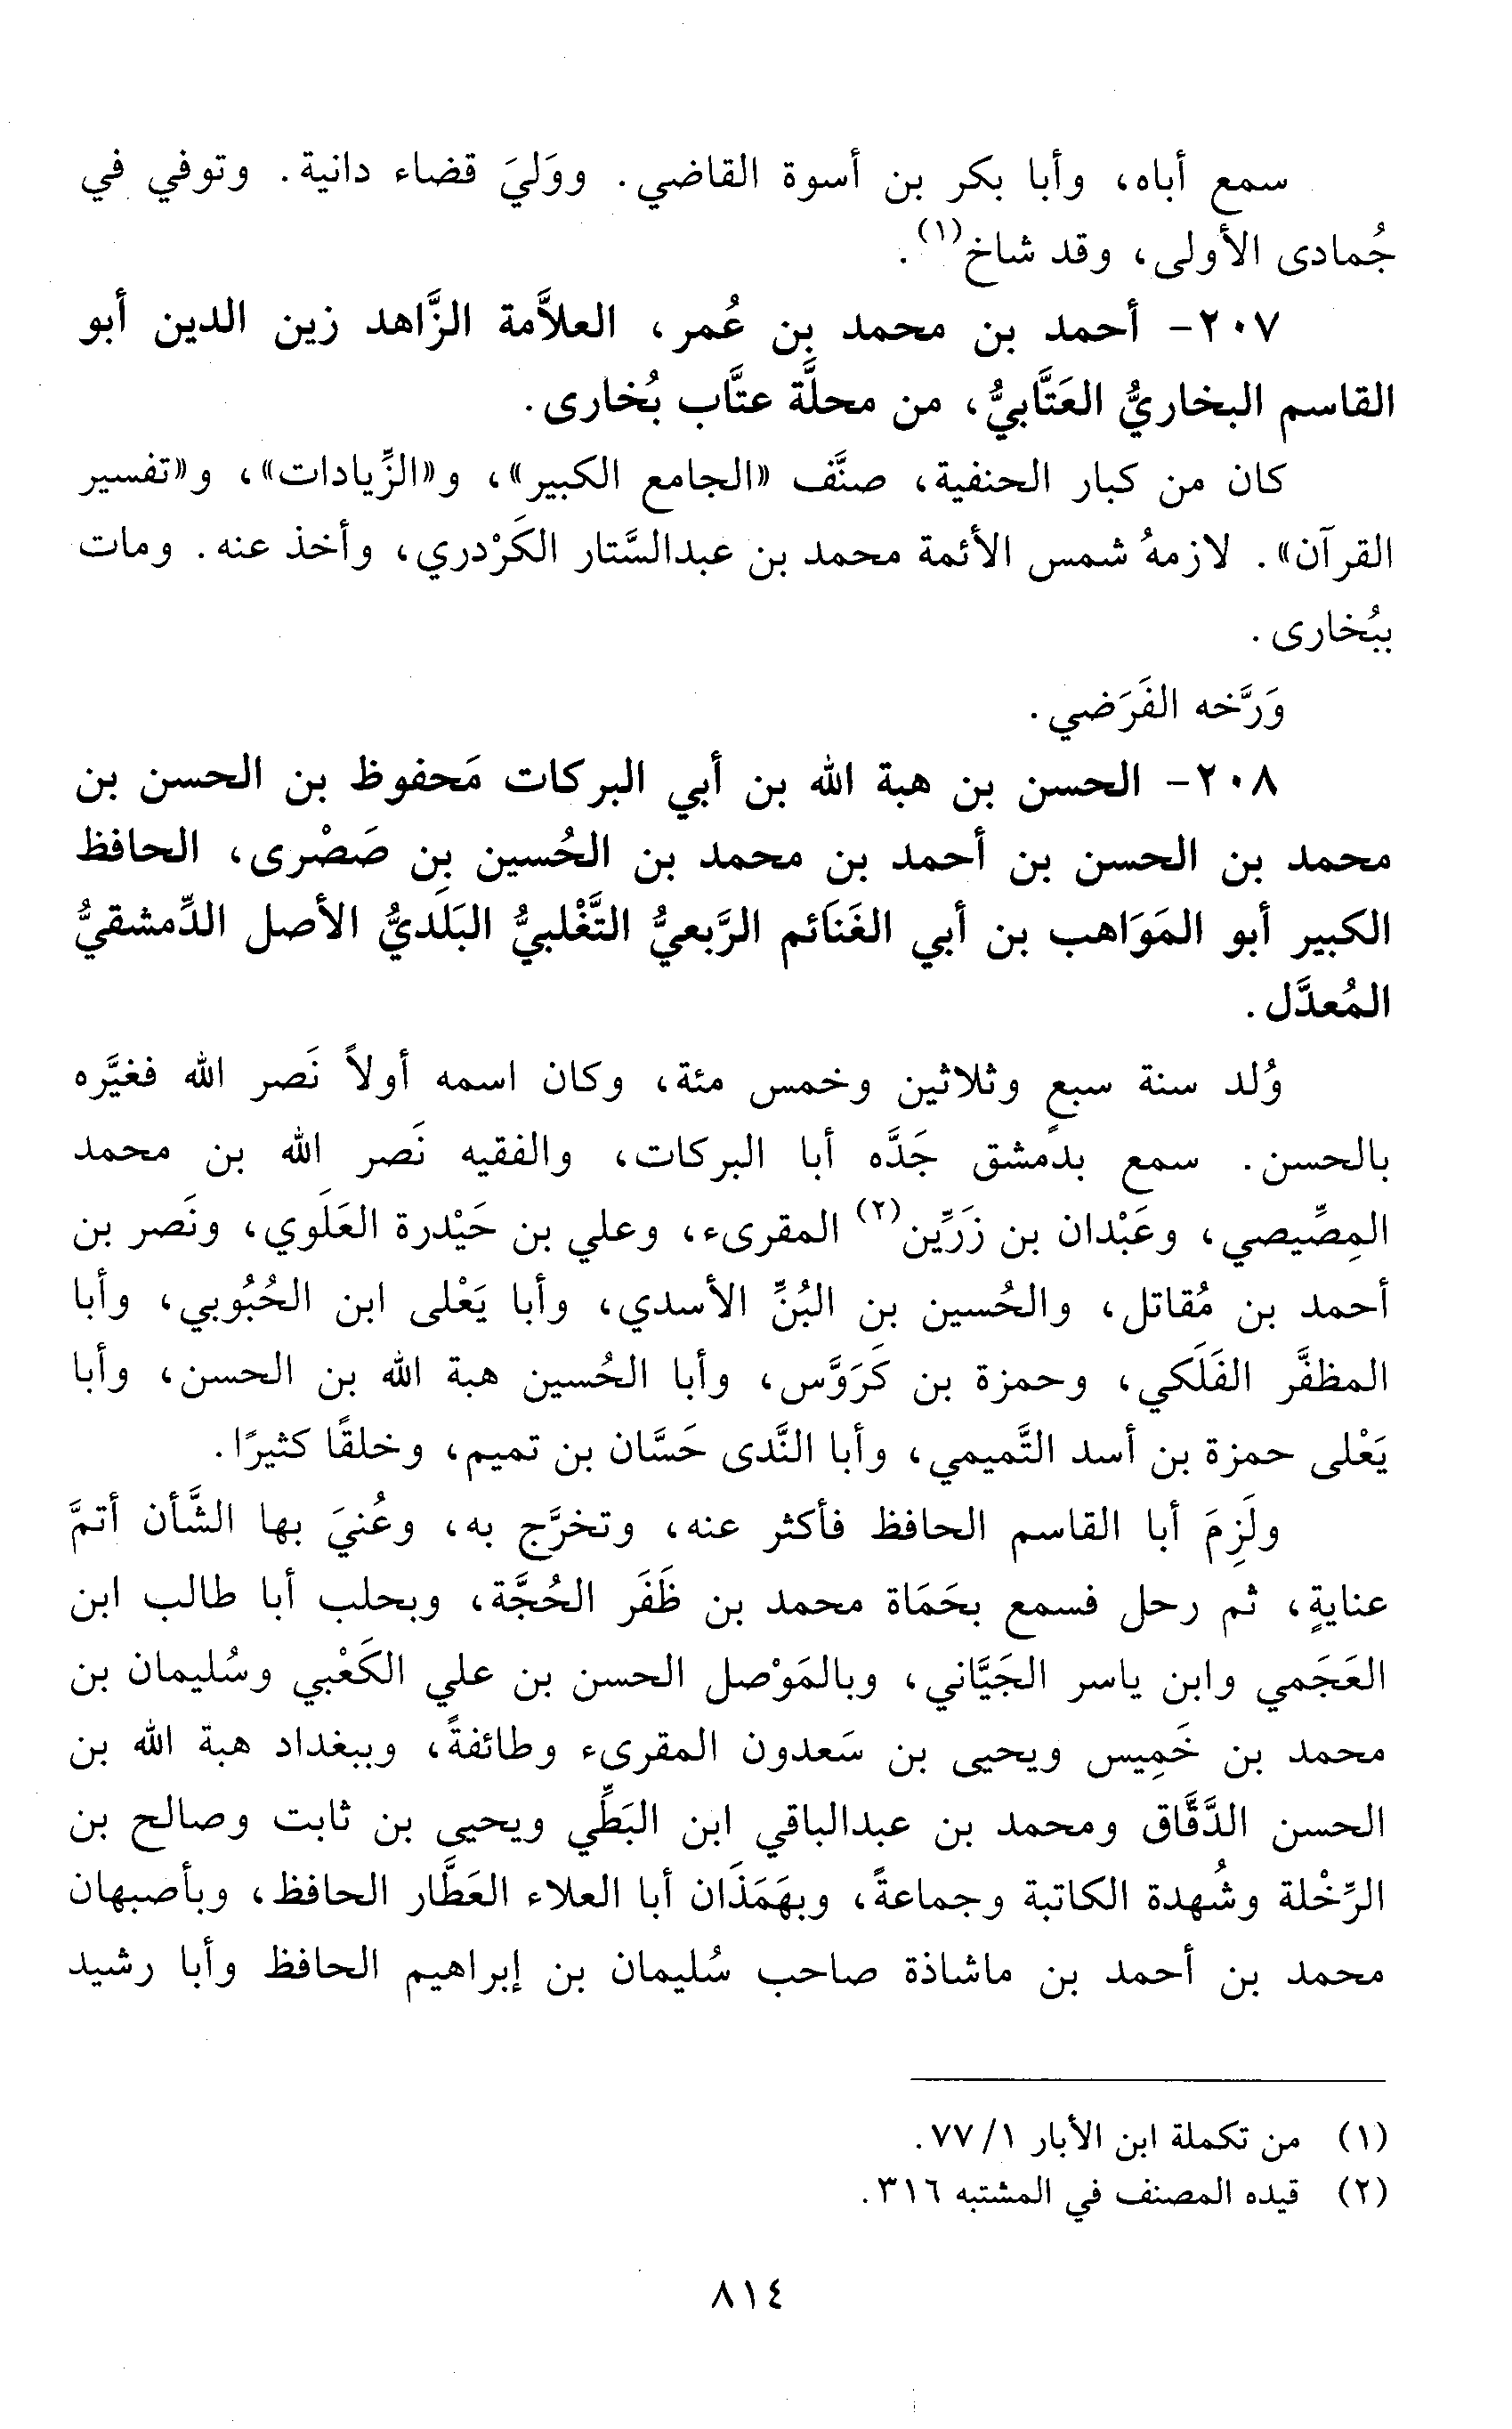 سمع أباه، وأبا بكر بن أسوة القاضي. ووَليَ قضاء دانية. وتوفي في
جُمادى الأولى، وقد شاخ(١).
٢٠٧- أحمد بن محمد بن عُمر، العلاَّمة الزَّاهد زين الدين أبو
القاسم البخاريُّ العَتَّابيُّ، من محلَّة عتَّاب بُخارى.
كان من كبار الحنفية، صنَّف «الجامع الكبير»، و«الزِّيادات»، و«تفسير
القرآن». لازمهُ شمس الأئمة محمد بن عبدالسَّتار الكَرْدري، وأخذ عنه. ومات
ببُخارى.
وَرَّخه الفَرَضي.
٢٠٨- الحسن بن هبة الله بن أبي البركات مَحفوظ بن الحسن بن
محمد بن الحسن بن أحمد بن محمد بن الحُسين بن صَصْرى، الحافظ
الكبير أبو المَوَاهب بن أبي الغَنَائم الرَّبعيُّ التَّغْلبيُّ البَلَديُّ الأصل الدِّمشقيُّ
المُعدَّل.
وُلد سنة سبعٍ وثلاثين وخمس مئة، وكان اسمه أولاً نَصر الله فغيَّره
بالحسن. سمع بدمشق جَدَّه أبا البركات، والفقيه نَصر الله بن محمد
المِصِّيصي، وعَبْدان بن زَرِّين(٢) المقرىء، وعلي بن حَيْدرة العَلَوي، ونَصر بن
أحمد بن مُقاتل، والحُسين بن البُنِّ الأسدي، وأبا يَعْلى ابن الحُبُوبي، وأبا
المظفَّر الفَلَكي، وحمزة بن كَرَوَّس، وأبا الحُسين هبة الله بن الحسن، وأبا
يَعْلى حمزة بن أسد التَّميمي، وأبا النَّدى حَسَّان بن تميم، وخلقًا كثيرًا.
ولَزِمَ أبا القاسم الحافظ فأكثر عنه، وتخرَّج به، وعُنيَ بها الشَّأن أتمَّ
عنايةٍ، ثم رحل فسمع بحَمَاة محمد بن ظَفَر الحُجَّة، وبحلب أبا طالب ابن
العَجَمي وابن ياسر الجَيَّاني، وبالمَوْصل الحسن بن علي الكَعْبي وسُليمان بن
محمد بن خَمِيس ويحيى بن سَعدون المقرىء وطائفةً، وببغداد هبة الله بن
الحسن الدَّقَّاق ومحمد بن عبدالباقي ابن البَطِّي ويحيى بن ثابت وصالح بن
الرِّخْلة وشُهدة الكاتبة وجماعةً، وبهَمَذَان أبا العلاء العَطَّار الحافظ، وبأصبهان
محمد بن أحمد بن ماشاذة صاحب سُليمان بن إبراهيم الحافظ وأبا رشيد
(١) من تكملة ابن الأبار ١/ ٧٧.
(٢) قيده المصنف في المشتبه ٣١٦.
٨١٤